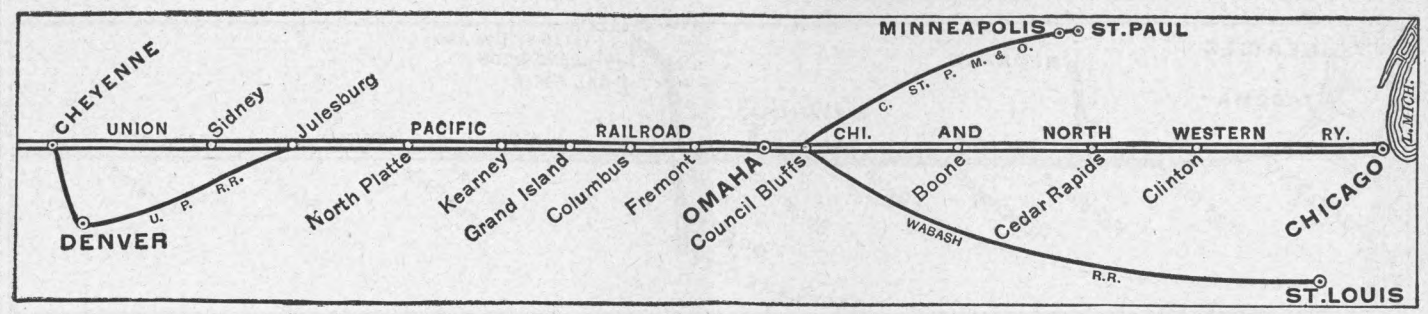 MINNEAPOLIS ST.PAUL
C. ST. P. M. & O.
CHEYENNE
UNION PACIFIC RAILROAD
Sidney
Julesburg
CHI. AND NORTH WESTERN RY.
L.MICH.
North Platte
Kearney
Grand Island
Columbus
Fremont
OMAHA
Council Bluffs
Boone
Cedar Rapids
Clinton
CHICAGO
U. P. R.R.
DENVER
WABASH R.R.
ST.LOUIS